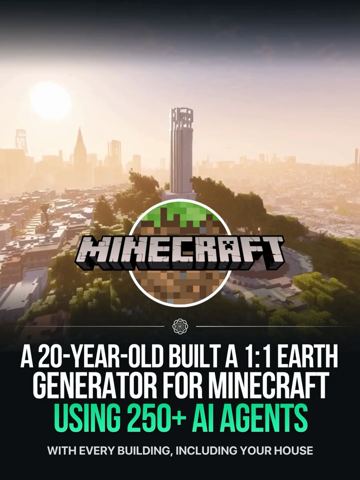 MINECRAFT
A 20-YEAR-OLD BUILT A 1:1 EARTH
GENERATOR FOR MINECRAFT
USING 250+ AI AGENTS
WITH EVERY BUILDING, INCLUDING YOUR HOUSE